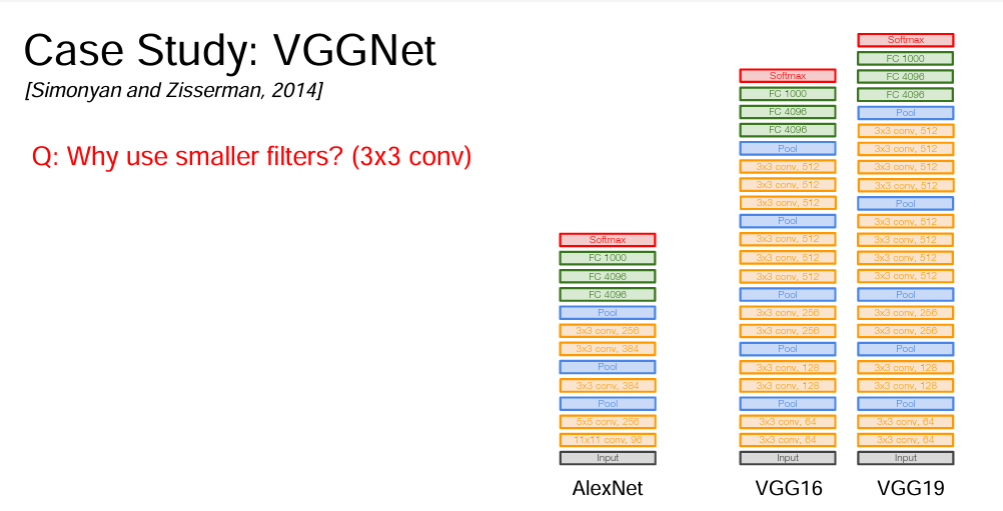 Case Study: VGGNet
[Simonyan and Zisserman, 2014]
Q: Why use smaller filters? (3x3 conv)
Softmax
FC 1000
FC 4096
FC 4096
Pool
3x3 conv, 256
3x3 conv, 384
Pool
3x3 conv, 384
Pool
5x5 conv, 256
11x11 conv, 96
Input
AlexNet
Softmax
FC 1000
FC 4096
FC 4096
Pool
3x3 conv, 512
3x3 conv, 512
3x3 conv, 512
Pool
3x3 conv, 512
3x3 conv, 512
3x3 conv, 512
Pool
3x3 conv, 256
3x3 conv, 256
Pool
3x3 conv, 128
3x3 conv, 128
Pool
3x3 conv, 64
3x3 conv, 64
Input
VGG16
Softmax
FC 1000
FC 4096
FC 4096
Pool
3x3 conv, 512
3x3 conv, 512
3x3 conv, 512
3x3 conv, 512
Pool
3x3 conv, 512
3x3 conv, 512
3x3 conv, 512
3x3 conv, 512
Pool
3x3 conv, 256
3x3 conv, 256
Pool
3x3 conv, 128
3x3 conv, 128
Pool
3x3 conv, 64
3x3 conv, 64
Input
VGG19